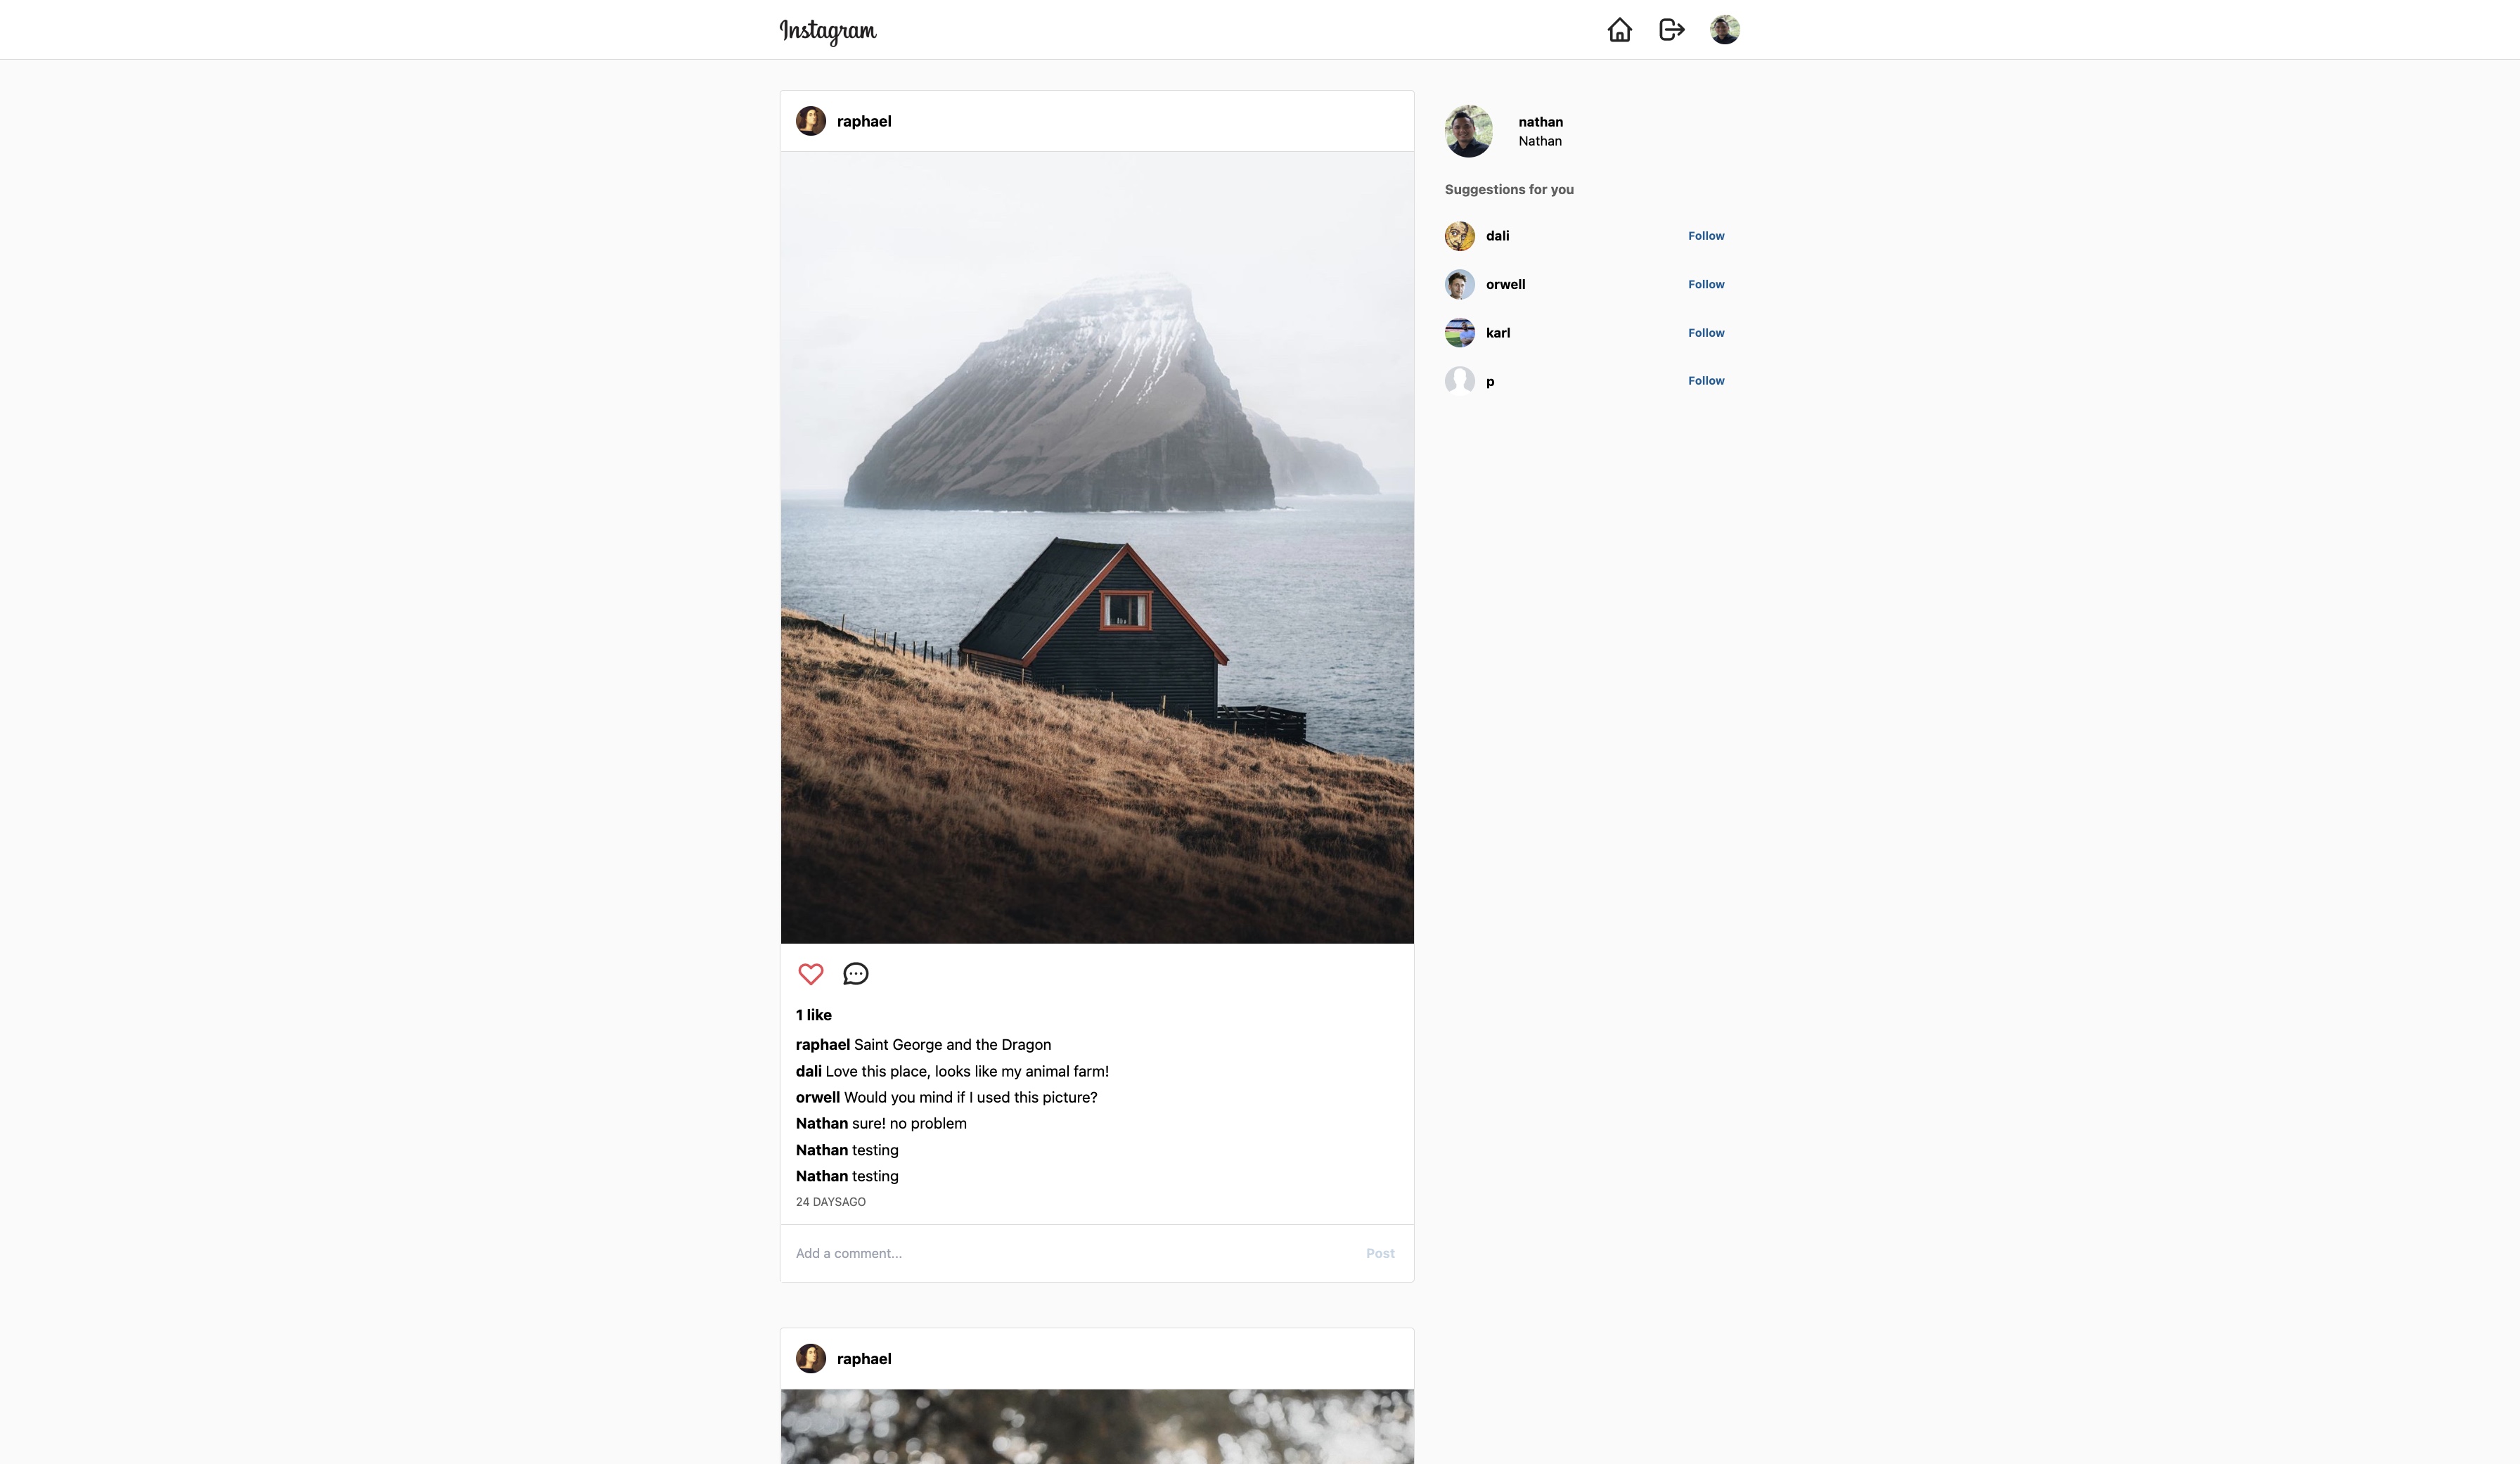 Instagram
raphael
nathan
Nathan
Suggestions for you
dali Follow
orwell Follow
karl Follow
p Follow
1 like
raphael Saint George and the Dragon
dali Love this place, looks like my animal farm!
orwell Would you mind if I used this picture?
Nathan sure! no problem
Nathan testing
Nathan testing
24 DAYSAGO
Add a comment... Post
raphael